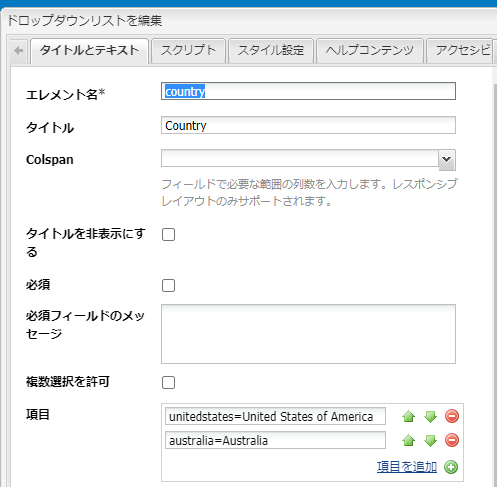 ドロップダウンリストを編集
タイトルとテキスト スクリプト スタイル設定 ヘルプコンテンツ アクセシビ
エレメント名* country
タイトル Country
Colspan
フィールドで必要な範囲の列数を入力します。レスポンシブ
レイアウトのみサポートされます。
タイトルを非表示にす
る
必須
必須フィールドのメッ
セージ
複数選択を許可
項目 unitedstates=United States of America
australia=Australia
項目を追加